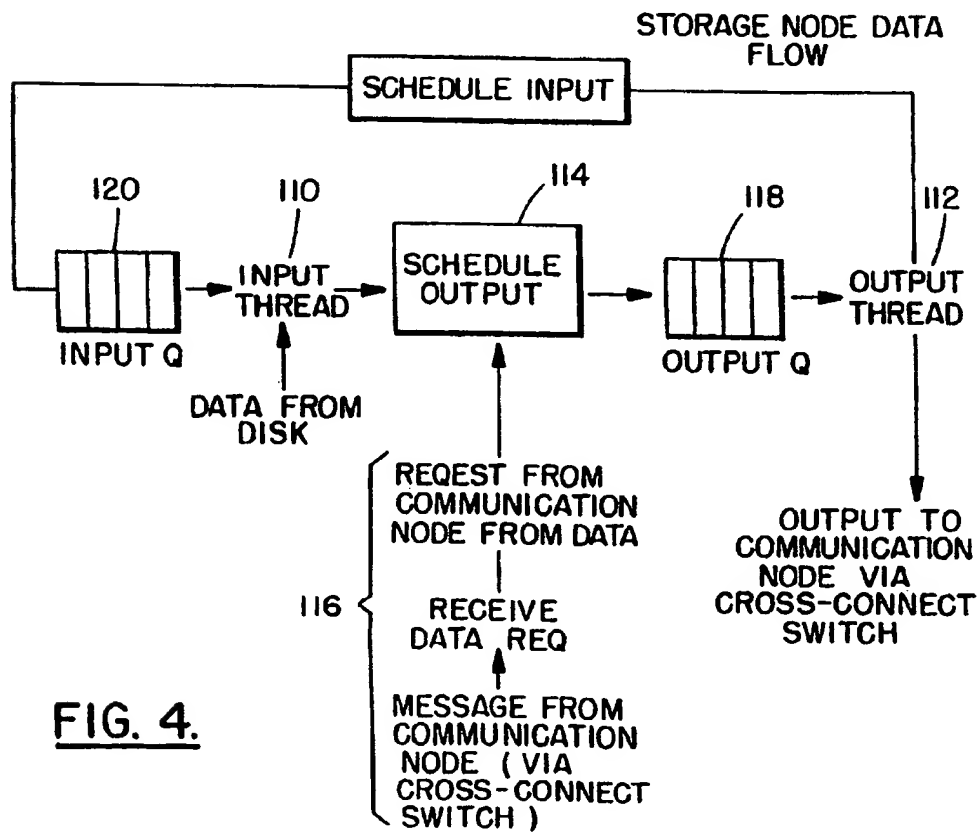 STORAGE NODE DATA
FLOW
SCHEDULE INPUT
120
110
114
118
112
INPUT
THREAD
SCHEDULE
OUTPUT
OUTPUT
THREAD
INPUT Q
OUTPUT Q
DATA FROM
DISK
REQEST FROM
COMMUNICATION
NODE FROM DATA
116
RECEIVE
DATA REQ
MESSAGE FROM
COMMUNICATION
NODE ( VIA
CROSS-CONNECT
SWITCH )
OUTPUT TO
COMMUNICATION
NODE VIA
CROSS-CONNECT
SWITCH
FIG. 4.